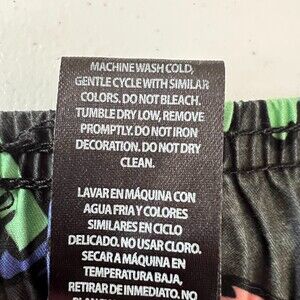 MACHINE WASH COLD,
GENTLE CYCLE WITH SIMILAR
COLORS. DO NOT BLEACH.
TUMBLE DRY LOW, REMOVE
PROMPTLY. DO NOT IRON
DECORATION. DO NOT DRY
CLEAN.
LAVAR EN MÁQUINA CON
AGUA FRIA Y COLORES
SIMILARES EN CICLO
DELICADO. NO USAR CLORO.
SECAR A MÁQUINA EN
TEMPERATURA BAJA,
RETIRAR DE INMEDIATO. NO